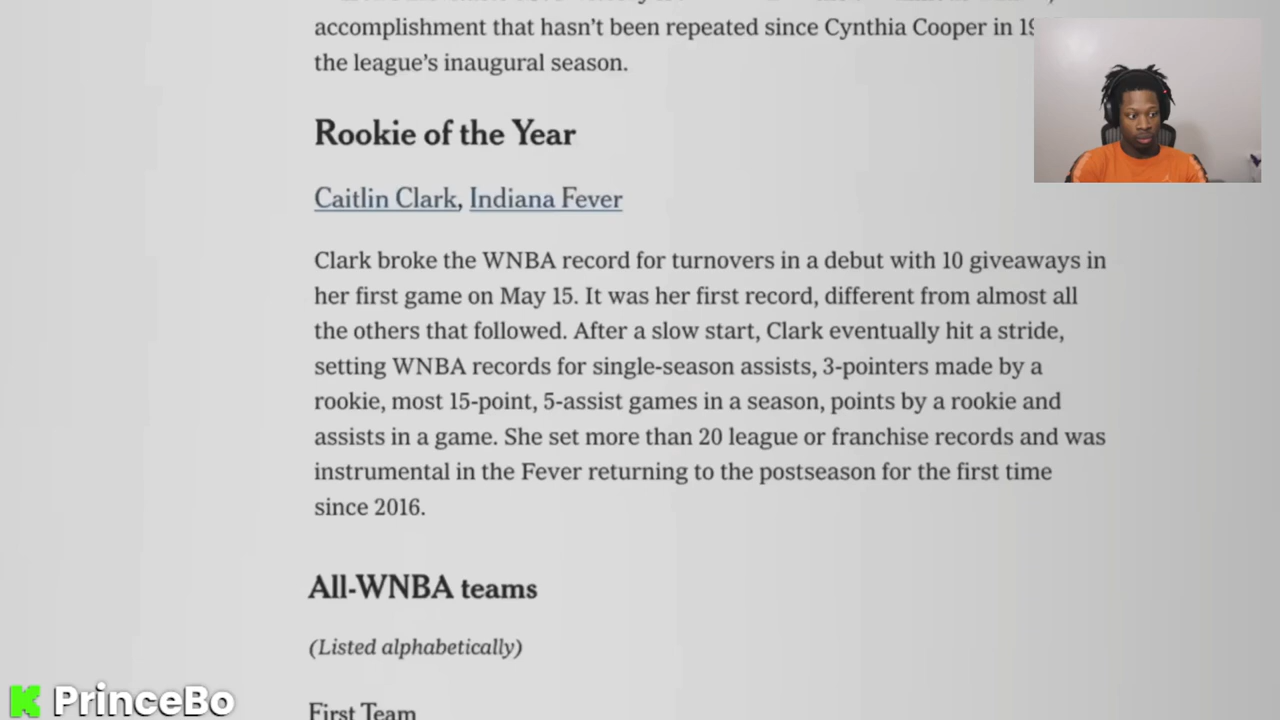 accomplishment that hasn't been repeated since Cynthia Cooper in
the league's inaugural season.
Rookie of the Year
Caitlin Clark, Indiana Fever
Clark broke the WNBA record for turnovers in a debut with 10 giveaways in
her first game on May 15. It was her first record, different from almost all
the others that followed. After a slow start, Clark eventually hit a stride,
setting WNBA records for single-season assists, 3-pointers made by a
rookie, most 15-point, 5-assist games in a season, points by a rookie and
assists in a game. She set more than 20 league or franchise records and was
instrumental in the Fever returning to the postseason for the first time
since 2016.
All-WNBA teams
(Listed alphabetically)
First Team
K PrinceBo